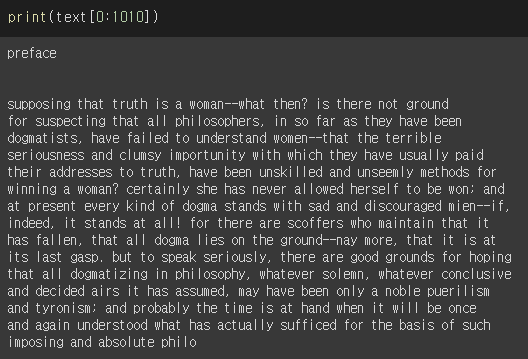 print(text[0:1010])
preface
supposing that truth is a woman--what then? is there not ground
for suspecting that all philosophers, in so far as they have been
dogmatists, have failed to understand women--that the terrible
seriousness and clumsy importunity with which they have usually paid
their addresses to truth, have been unskilled and unseemly methods for
winning a woman? certainly she has never allowed herself to be won; and
at present every kind of dogma stands with sad and discouraged mien--if,
indeed, it stands at all! for there are scoffers who maintain that it
has fallen, that all dogma lies on the ground--nay more, that it is at
its last gasp. but to speak seriously, there are good grounds for hoping
that all dogmatizing in philosophy, whatever solemn, whatever conclusive
and decided airs it has assumed, may have been only a noble puerilism
and tyronism; and probably the time is at hand when it will be once
and again understood what has actually sufficed for the basis of such
imposing and absolute philo